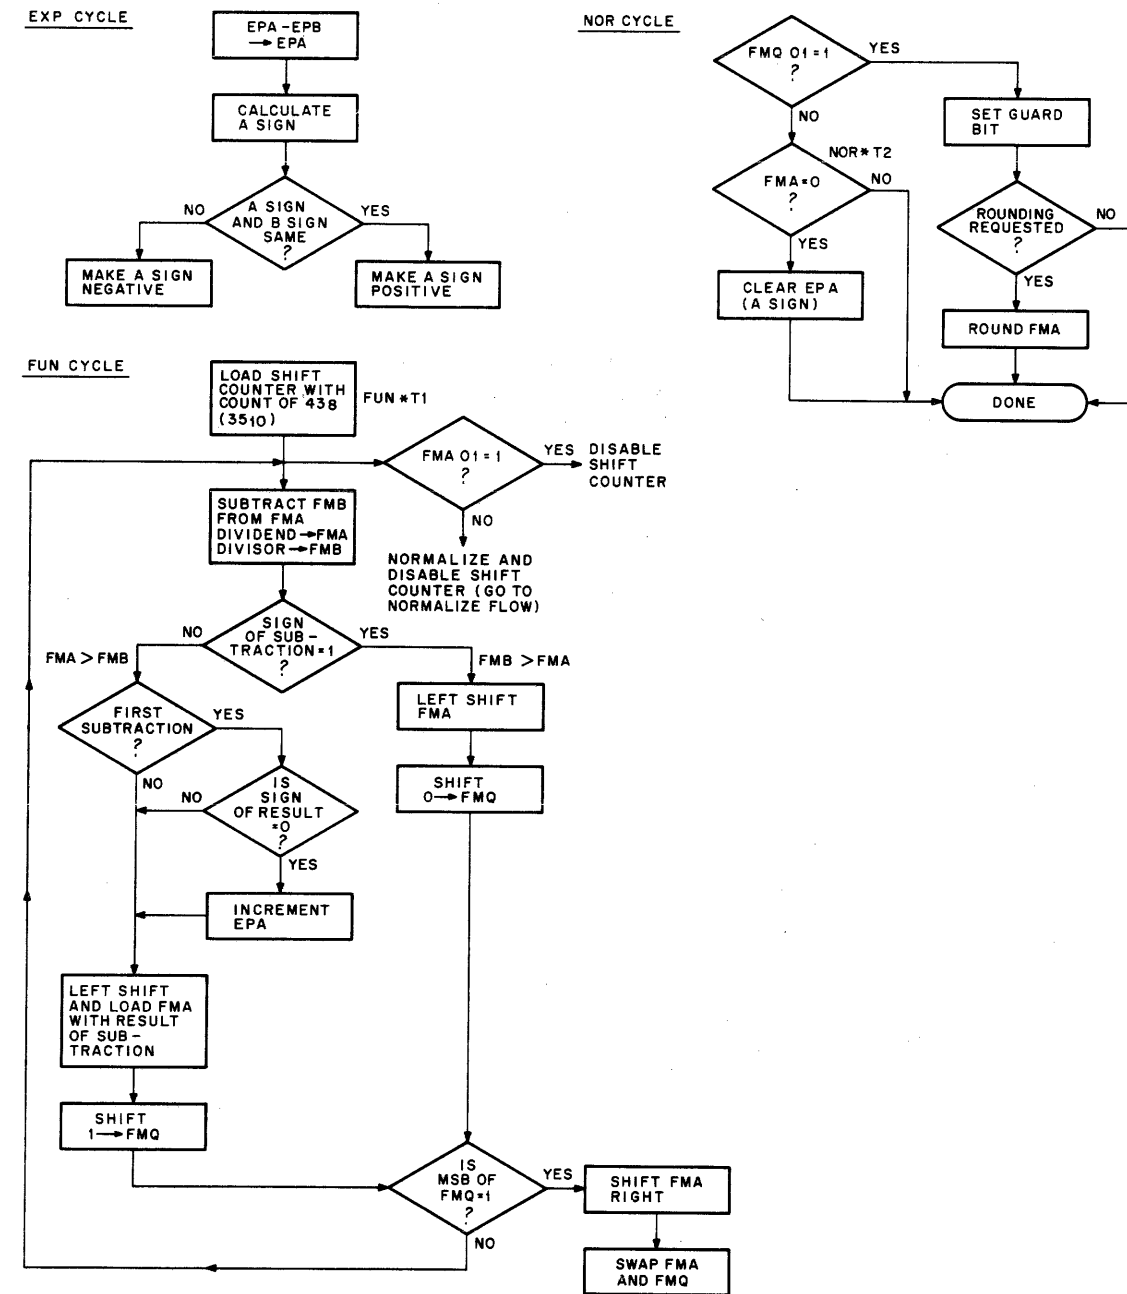 EXP CYCLE
EPA-EPB
→EPA
CALCULATE
A SIGN
A SIGN
AND B SIGN
SAME
?
NO
YES
MAKE A SIGN
NEGATIVE
MAKE A SIGN
POSITIVE
NOR CYCLE
FMQ 01=1
?
YES
NO
SET GUARD
BIT
NOR*T2
FMA=0
?
NO
YES
ROUNDING
REQUESTED
?
NO
YES
CLEAR EPA
(A SIGN)
ROUND FMA
DONE
FUN CYCLE
LOAD SHIFT
COUNTER WITH
COUNT OF 438
(3510)
FUN*T1
FMA 01=1
?
YES
DISABLE
SHIFT
COUNTER
NO
NORMALIZE AND
DISABLE SHIFT
COUNTER (GO TO
NORMALIZE FLOW)
SUBTRACT FMB
FROM FMA
DIVIDEND→FMA
DIVISOR→FMB
SIGN
OF SUB-
TRACTION=1
?
NO
YES
FMA>FMB
FMB >FMA
FIRST
SUBTRACTION
?
YES
NO
LEFT SHIFT
FMA
IS
SIGN
OF RESULT
=0
?
NO
YES
SHIFT
0→FMQ
INCREMENT
EPA
LEFT SHIFT
AND LOAD FMA
WITH RESULT
OF SUB-
TRACTION
SHIFT
1→FMQ
IS
MSB OF
FMQ=1
?
YES
NO
SHIFT FMA
RIGHT
SWAP FMA
AND FMQ